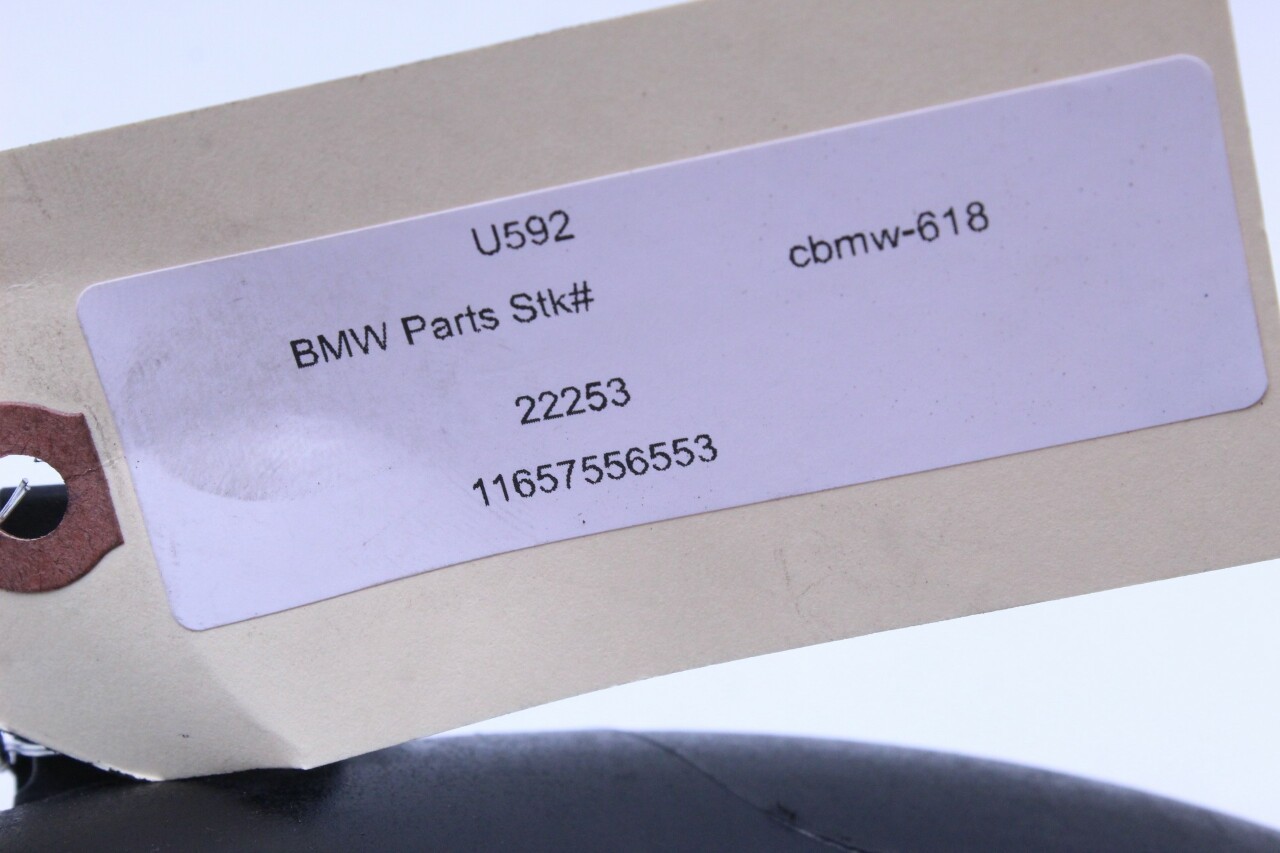 U592
cbmw-618
BMW Parts Stk#
22253
11657556553